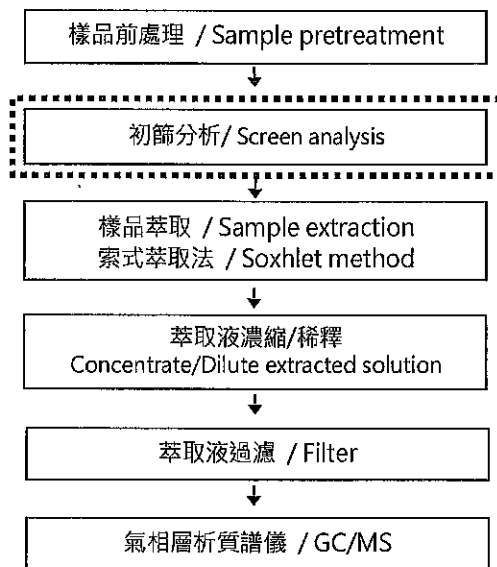 樣品前處理 / Sample pretreatment
初篩分析/ Screen analysis
樣品萃取 / Sample extraction
索式萃取法 / Soxhlet method
萃取液濃縮/稀釋
Concentrate/Dilute extracted solution
萃取液過濾 / Filter
氣相層析質譜儀 / GC/MS